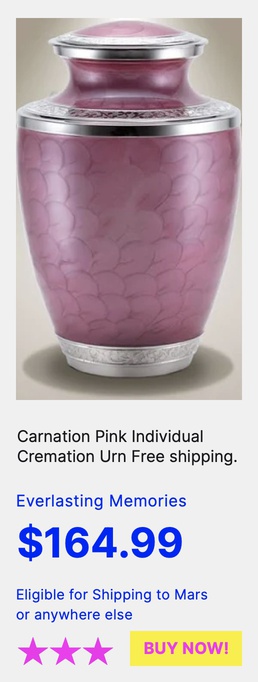 Carnation Pink Individual
Cremation Urn Free shipping.
Everlasting Memories
$164.99
Eligible for Shipping to Mars
or anywhere else
BUY NOW!